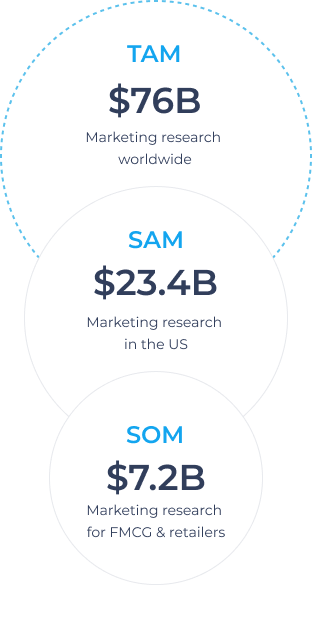 TAM
$76B
Marketing research
worldwide
SAM
$23.4B
Marketing research
in the US
SOM
$7.2B
Marketing research
for FMCG & retailers